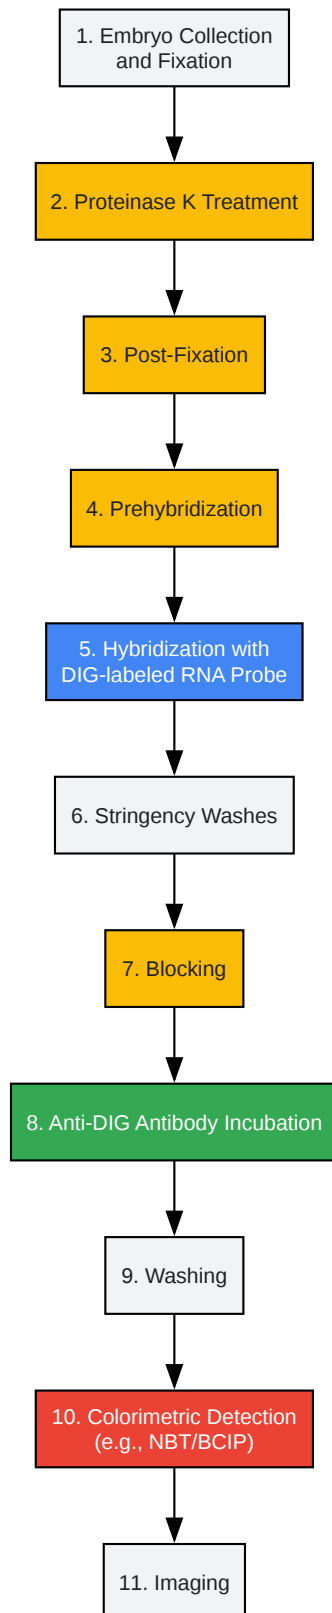 1. Embryo Collection
and Fixation
2. Proteinase K Treatment
3. Post-Fixation
4. Prehybridization
5. Hybridization with
DIG-labeled RNA Probe
6. Stringency Washes
7. Blocking
8. Anti-DIG Antibody Incubation
9. Washing
10. Colorimetric Detection
(e.g., NBT/BCIP)
11. Imaging